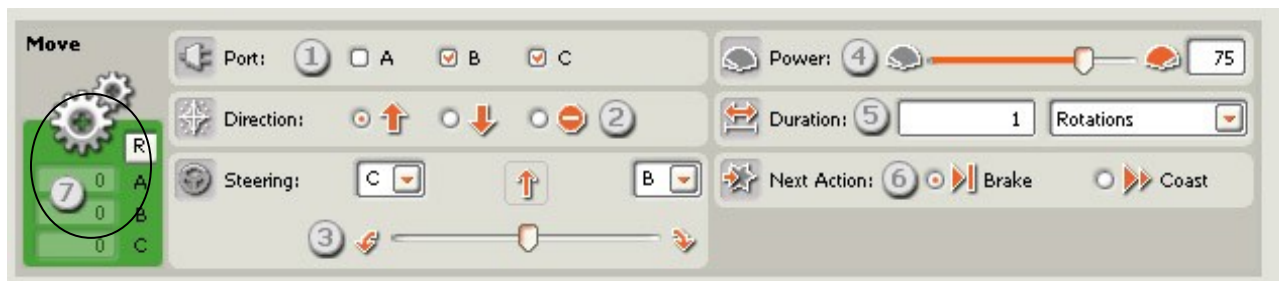 Move
Port: 1 A B C
Direction: 2
Steering: C B
3
Power: 4 75
Duration: 5 1 Rotations
Next Action: 6 Brake Coast
R
7 0 A
0 B
0 C